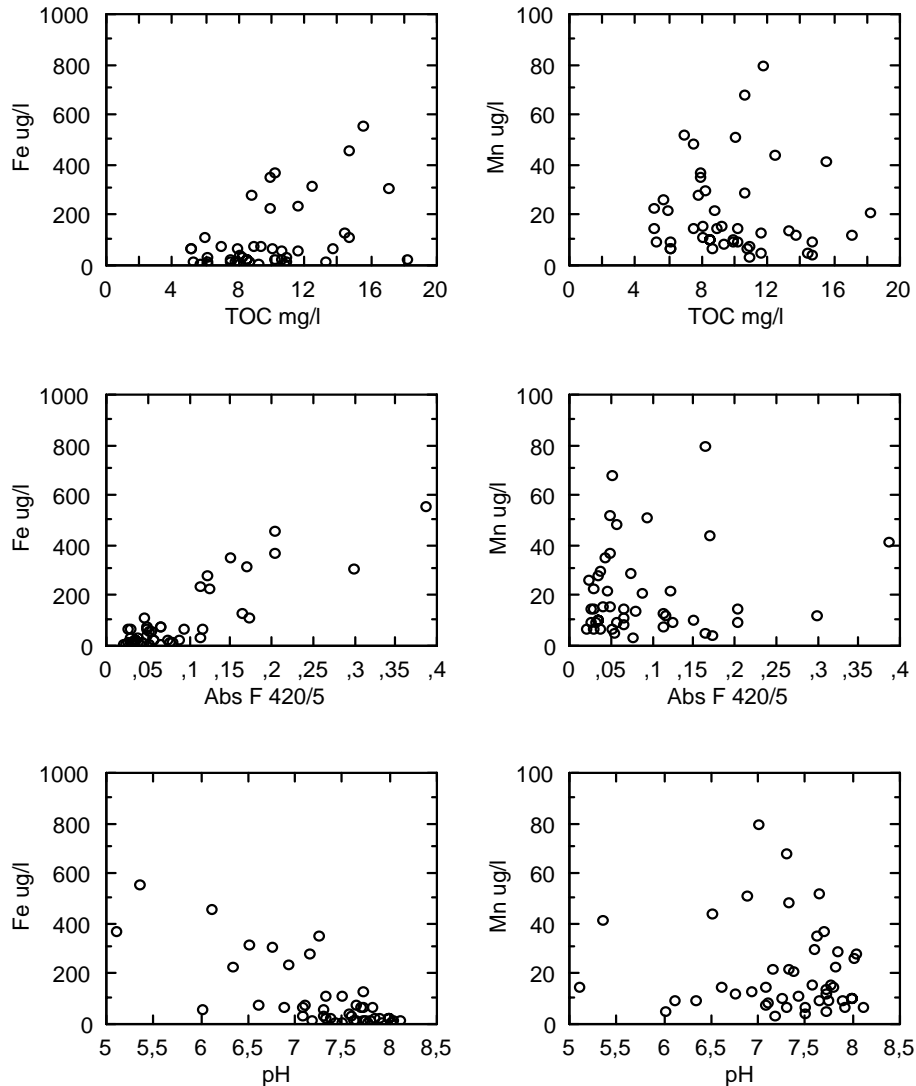 1000
800
600
400
200
0
Fe ug/l
0 4 8 12 16 20
TOC mg/l
100
80
60
40
20
0
Mn ug/l
0 4 8 12 16 20
TOC mg/l
1000
800
600
400
200
0
Fe ug/l
0 ,05 ,1 ,15 ,2 ,25 ,3 ,35 ,4
Abs F 420/5
100
80
60
40
20
0
Mn ug/l
0 ,05 ,1 ,15 ,2 ,25 ,3 ,35 ,4
Abs F 420/5
1000
800
600
400
200
0
Fe ug/l
5 5,5 6 6,5 7 7,5 8 8,5
pH
100
80
60
40
20
0
Mn ug/l
5 5,5 6 6,5 7 7,5 8 8,5
pH